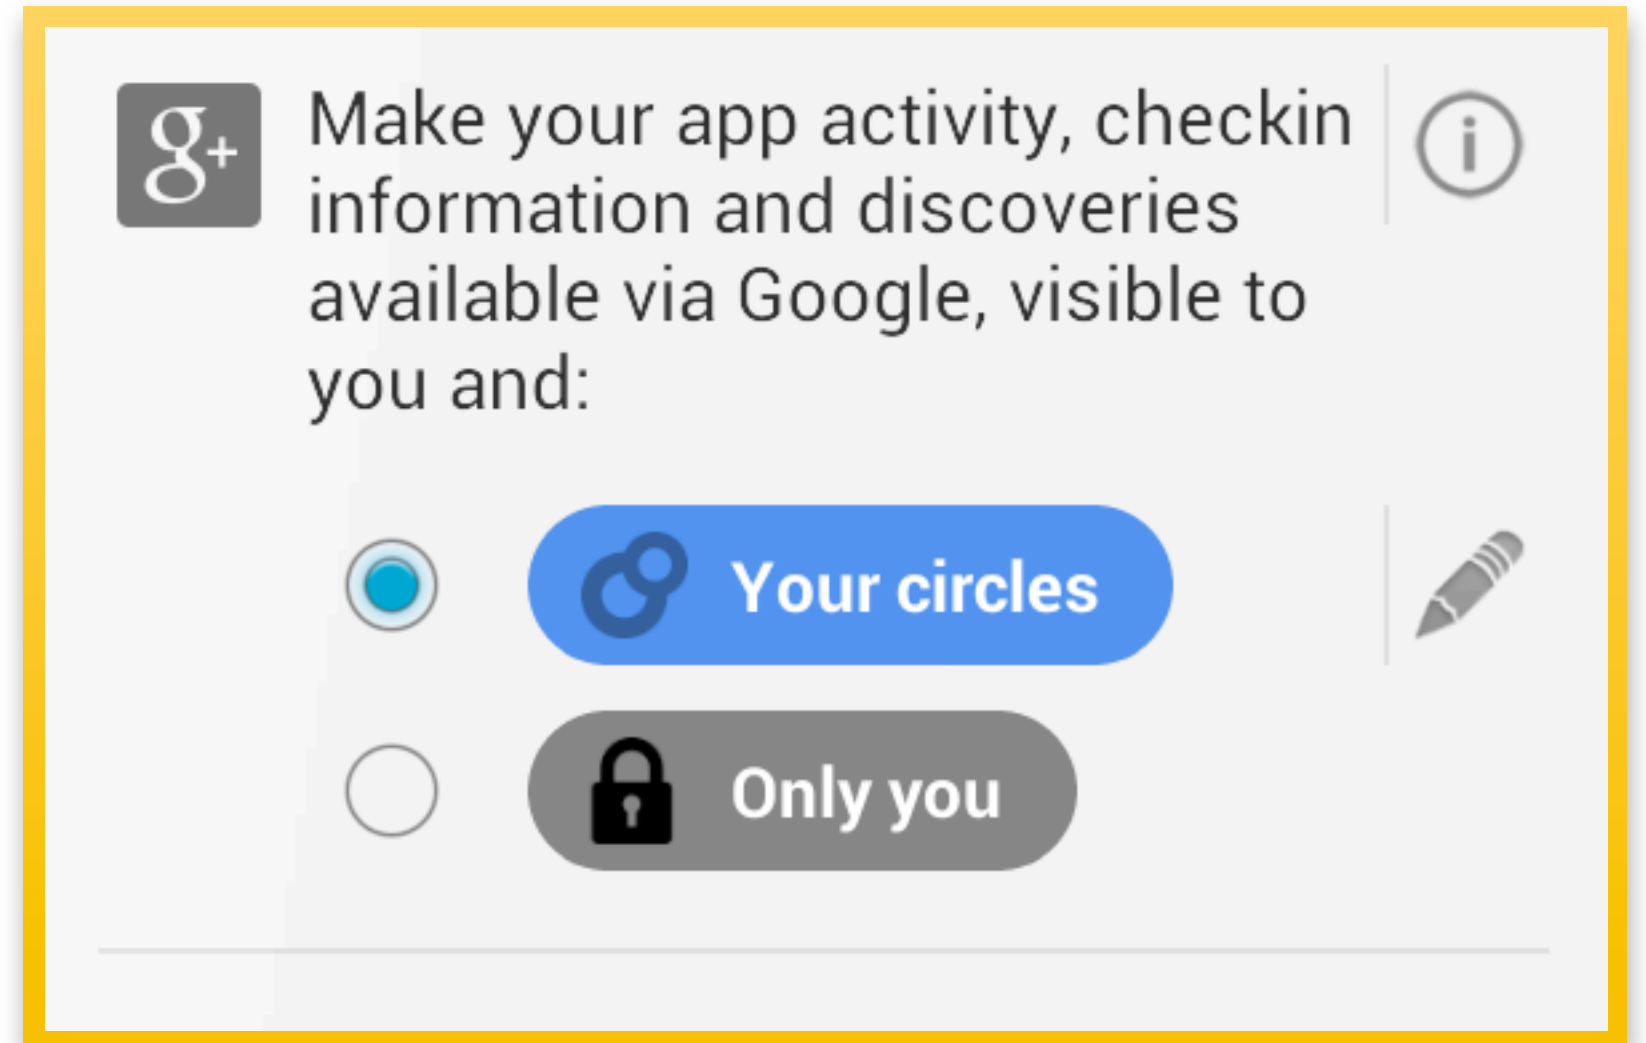 g+
Make your app activity, checkin
information and discoveries
available via Google, visible to
you and:
Your circles
Only you